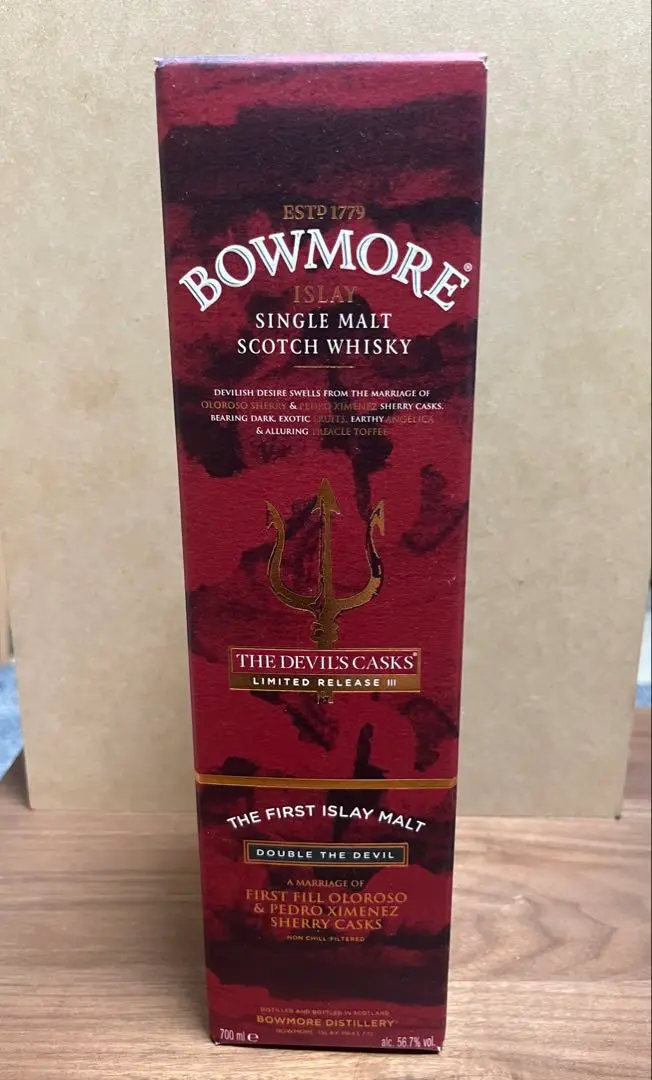 ESTD 1779
BOWMORE®
ISLAY
SINGLE MALT
SCOTCH WHISKY
DEVILISH DESIRE SWELLS FROM THE MARRIAGE OF
OLOROSO SHERRY & PEDRO XIMENEZ SHERRY CASKS.
BEARING DARK, EXOTIC FRUITS, EARTHY ANGELICA
& ALLURING TREACLE TOFFEE
THE DEVIL'S CASKS®
LIMITED RELEASE III
THE FIRST ISLAY MALT
DOUBLE THE DEVIL
A MARRIAGE OF
FIRST FILL OLOROSO
& PEDRO XIMENEZ
SHERRY CASKS
NON CHILL-FILTERED
DISTILLED AND BOTTLED IN SCOTLAND
BOWMORE DISTILLERY
BOWMORE
700 ml ℮ alc. 56.7% vol.